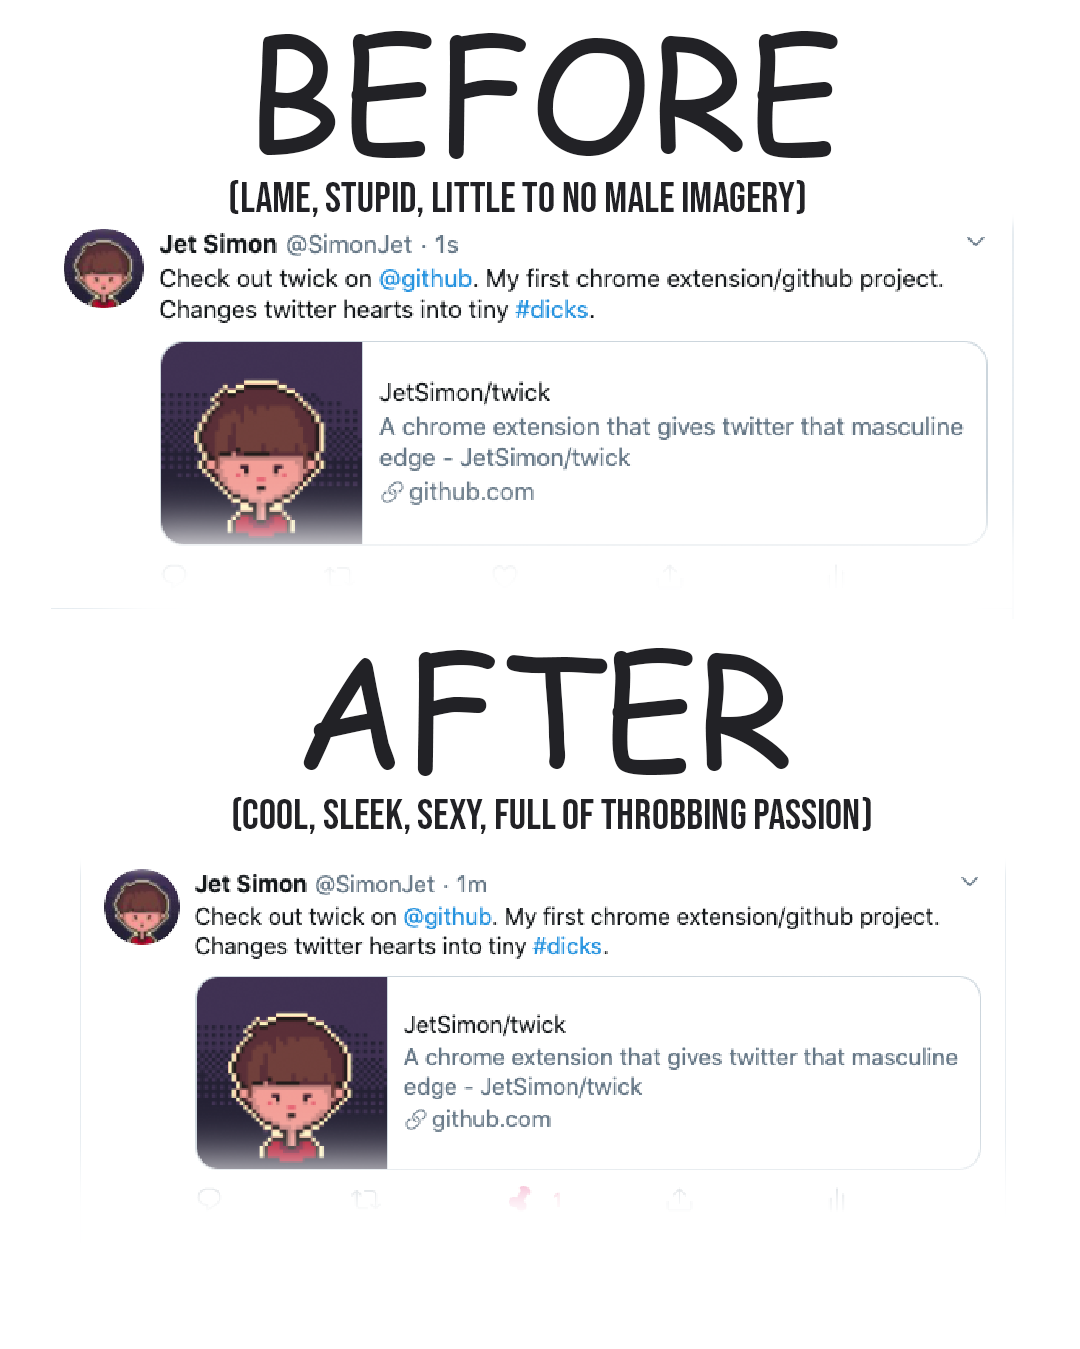 BEFORE
(LAME, STUPID, LITTLE TO NO MALE IMAGERY)
Jet Simon @SimonJet · 1s
Check out twick on @github. My first chrome extension/github project.
Changes twitter hearts into tiny #dicks.
JetSimon/twick
A chrome extension that gives twitter that masculine
edge - JetSimon/twick
github.com
AFTER
(COOL, SLEEK, SEXY, FULL OF THROBBING PASSION)
Jet Simon @SimonJet · 1m
Check out twick on @github. My first chrome extension/github project.
Changes twitter hearts into tiny #dicks.
JetSimon/twick
A chrome extension that gives twitter that masculine
edge - JetSimon/twick
github.com
1